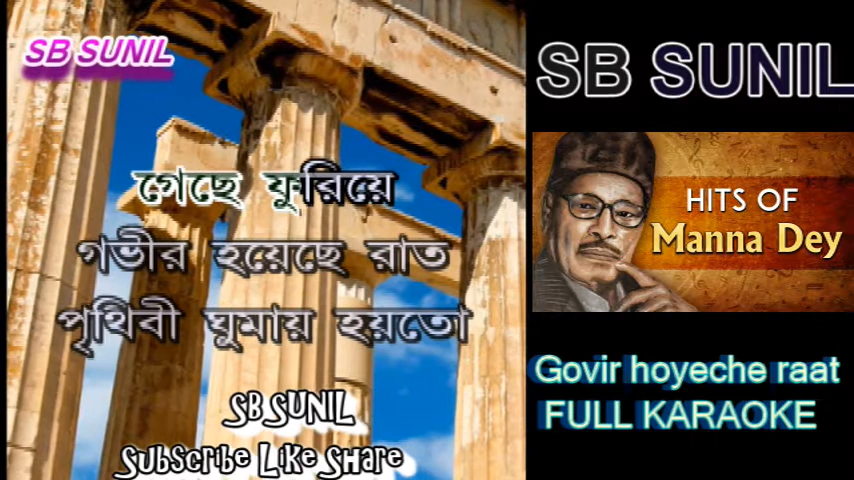 SB SUNIL
গেছে ফুরিয়ে
গভীর হয়েছে রাত
পৃথিবী ঘুমায় হয়তো
SB SUNIL
Subscribe Like Share
SB SUNIL
HITS OF
Manna Dey
Govir hoyeche raat
FULL KARAOKE